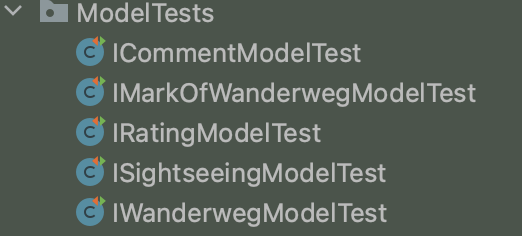 ModelTests
ICommentModelTest
IMarkOfWanderwegModelTest
IRatingModelTest
ISightseeingModelTest
IWanderwegModelTest